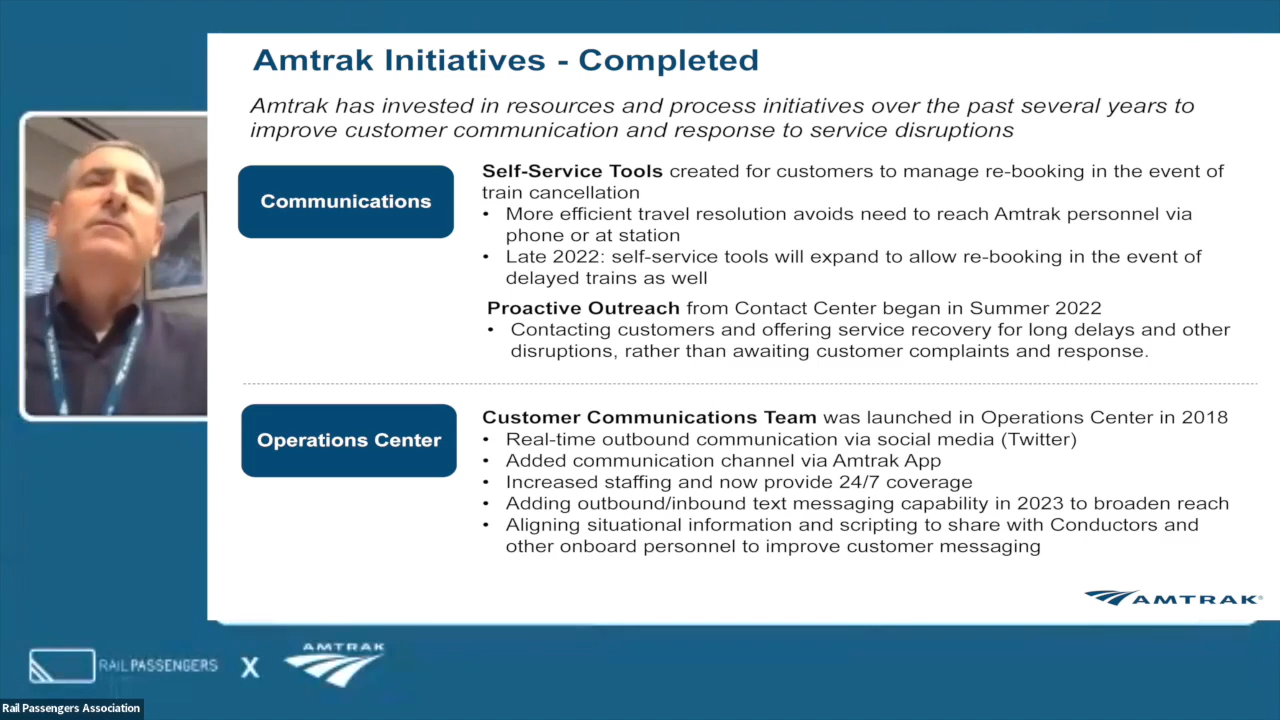 Amtrak Initiatives - Completed
Amtrak has invested in resources and process initiatives over the past several years to
improve customer communication and response to service disruptions
Communications
Self-Service Tools created for customers to manage re-booking in the event of
train cancellation
• More efficient travel resolution avoids need to reach Amtrak personnel via
phone or at station
• Late 2022: self-service tools will expand to allow re-booking in the event of
delayed trains as well
Proactive Outreach from Contact Center began in Summer 2022
• Contacting customers and offering service recovery for long delays and other
disruptions, rather than awaiting customer complaints and response.
Operations Center
Customer Communications Team was launched in Operations Center in 2018
• Real-time outbound communication via social media (Twitter)
• Added communication channel via Amtrak App
• Increased staffing and now provide 24/7 coverage
• Adding outbound/inbound text messaging capability in 2023 to broaden reach
• Aligning situational information and scripting to share with Conductors and
other onboard personnel to improve customer messaging
AMTRAK
AMTRAK
RAIL PASSENGERS X AMTRAK
Rail Passengers Association